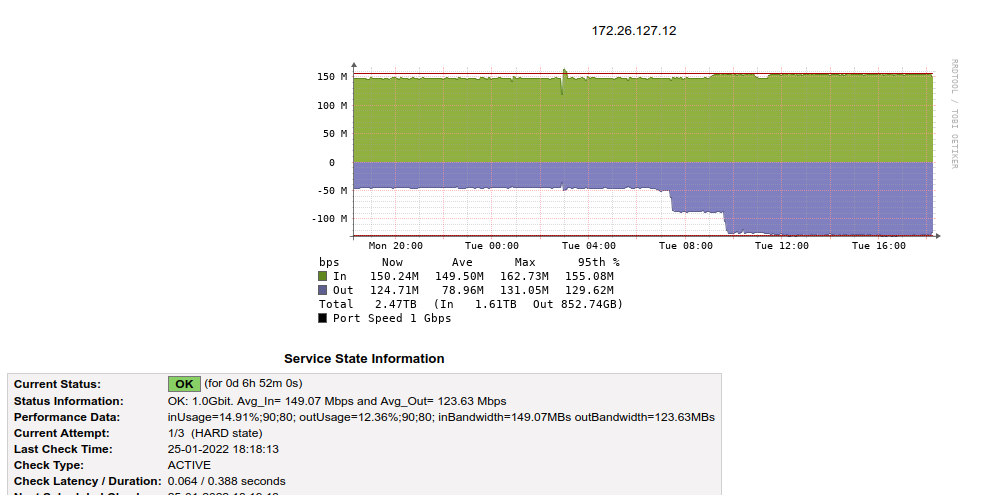 172.26.127.12
RRDTOOL / TOBI OETIKER
150 M
100 M
50 M
0
-50 M
-100 M
Mon 20:00 Tue 00:00 Tue 04:00 Tue 08:00 Tue 12:00 Tue 16:00
bps Now Ave Max 95th %
In 150.24M 149.50M 162.73M 155.08M
Out 124.71M 78.96M 131.05M 129.62M
Total 2.47TB (In 1.61TB Out 852.74GB)
Port Speed 1 Gbps
Service State Information
Current Status: OK (for 0d 6h 52m 0s)
Status Information: OK: 1.0Gbit. Avg_In= 149.07 Mbps and Avg_Out= 123.63 Mbps
Performance Data: inUsage=14.91%;90;80; outUsage=12.36%;90;80; inBandwidth=149.07MBs outBandwidth=123.63MBs
Current Attempt: 1/3 (HARD state)
Last Check Time: 25-01-2022 18:18:13
Check Type: ACTIVE
Check Latency / Duration: 0.064 / 0.388 seconds